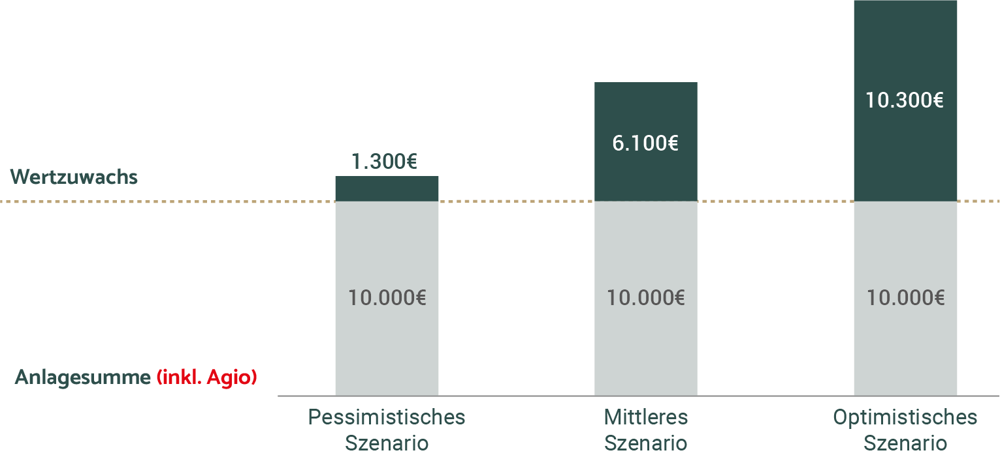 10.300€
6.100€
1.300€
Wertzuwachs
10.000€
10.000€
10.000€
Anlagesumme (inkl. Agio)
Pessimistisches
Szenario
Mittleres
Szenario
Optimistisches
Szenario